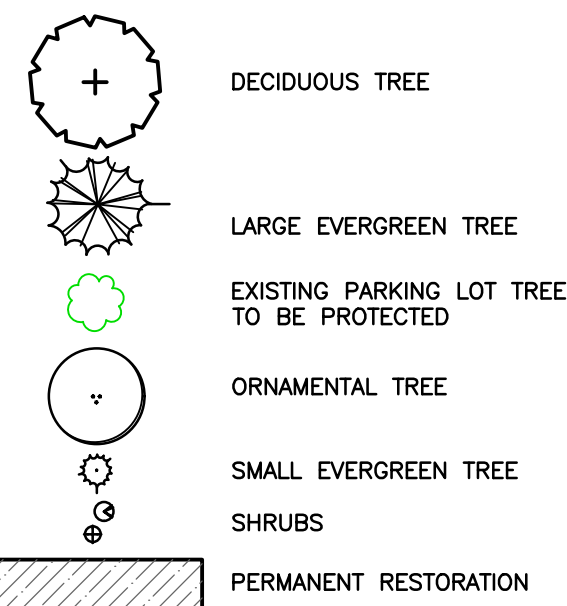 DECIDUOUS TREE
LARGE EVERGREEN TREE
EXISTING PARKING LOT TREE
TO BE PROTECTED
ORNAMENTAL TREE
SMALL EVERGREEN TREE
SHRUBS
PERMANENT RESTORATION